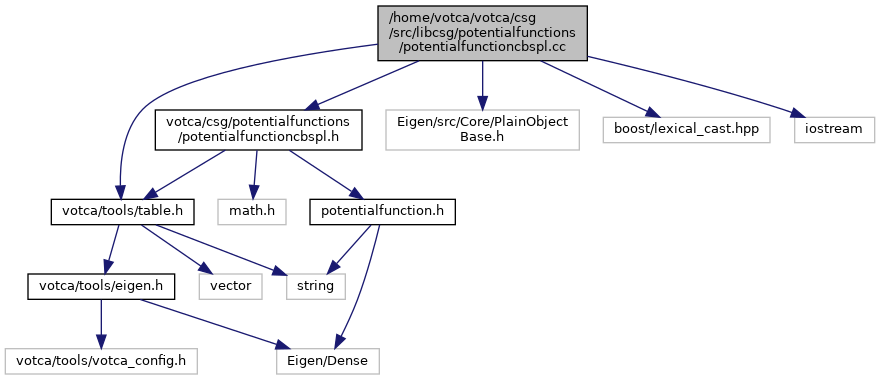 /home/votca/votca/csg
/src/libcsg/potentialfunctions
/potentialfunctioncbspl.cc
votca/csg/potentialfunctions
/potentialfunctioncbspl.h
Eigen/src/Core/PlainObject
Base.h
boost/lexical_cast.hpp
iostream
votca/tools/table.h
math.h
potentialfunction.h
votca/tools/eigen.h
vector
string
votca/tools/votca_config.h
Eigen/Dense